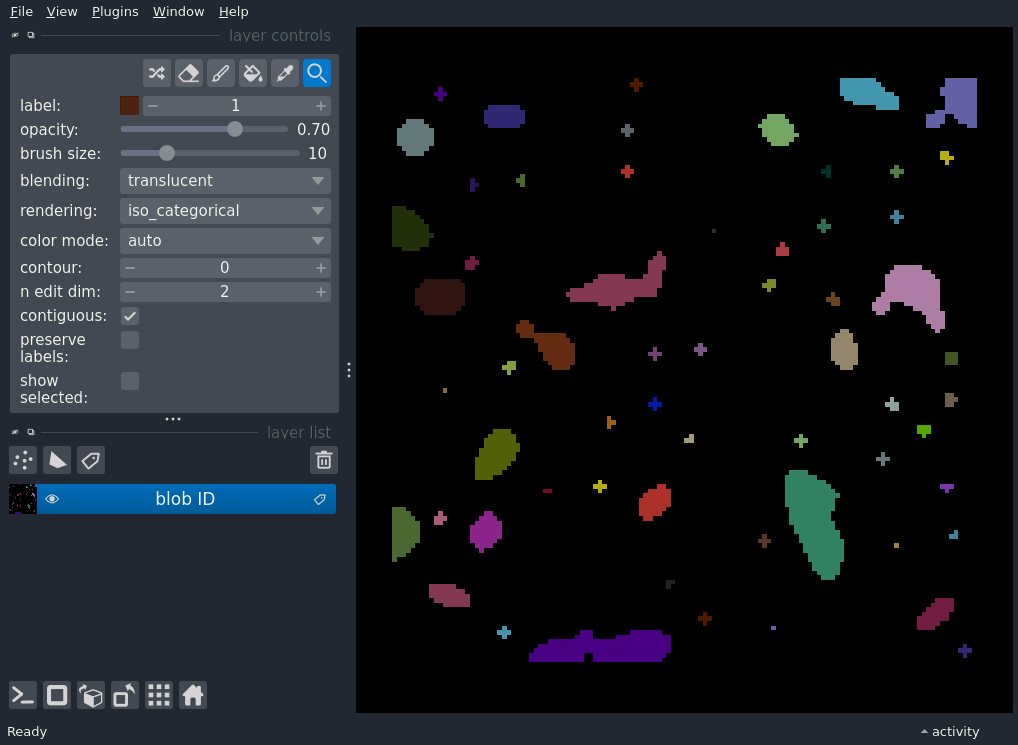 File View Plugins Window Help
layer controls
label: 1
opacity: 0.70
brush size: 10
blending: translucent
rendering: iso_categorical
color mode: auto
contour: 0
n edit dim: 2
contiguous:
preserve
labels:
show
selected:
layer list
blob ID
Ready
activity